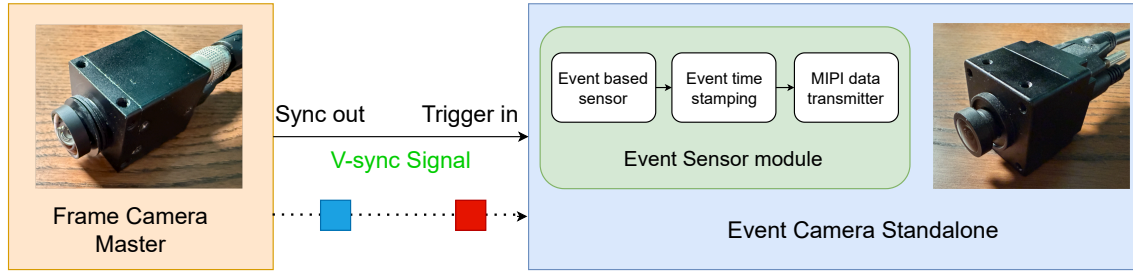 Frame Camera
Master
Sync out
Trigger in
V-sync Signal
Event based
sensor
Event time
stamping
MIPI data
transmitter
Event Sensor module
Event Camera Standalone